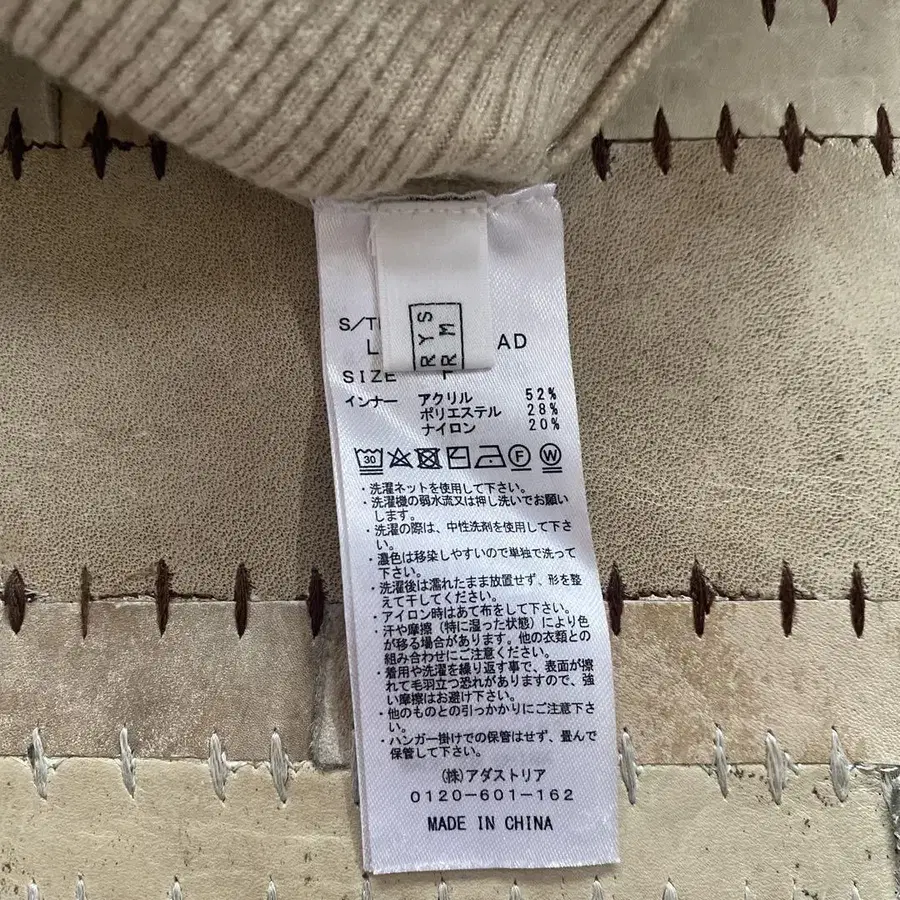 S/T
L
AD
RYS
RM
SIZE
インナー アクリル 52%
ポリエステル 28%
ナイロン 20%
30
F
W
・洗濯ネットを使用して下さい。
・洗濯機の弱水流又は押し洗いでお願い
します。
・洗濯の際は、中性洗剤を使用して下さ
い。
・濃色は移染しやすいので単独で洗って
下さい。
・洗濯後は濡れたまま放置せず、形を整
えて干してください。
・アイロン時はあて布をして下さい。
・汗や摩擦(特に湿った状態)により色
が移る場合があります。他の衣類との
組み合わせにご注意ください。
・着用や洗濯を繰り返す事で、表面が擦
れて毛羽立つ恐れがありますので、強
い摩擦はお避け下さい。
・他のものとの引っかかりにご注意下さ
い。
・ハンガー掛けでの保管はせず、畳んで
保管して下さい。
(株)アダストリア
0120-601-162
MADE IN CHINA